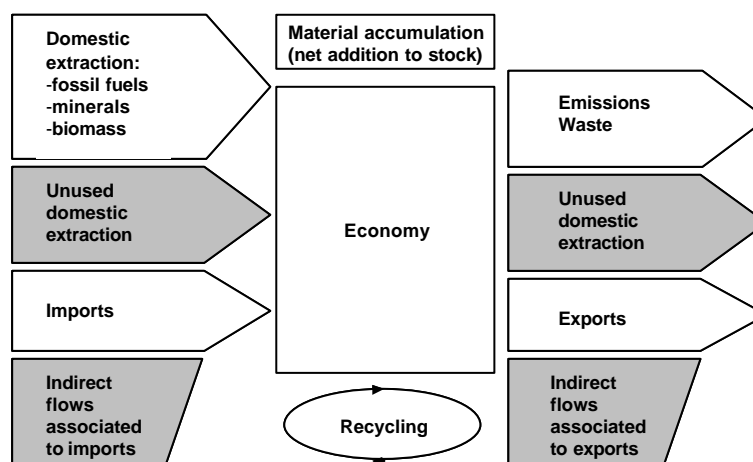 Domestic
extraction:
-fossil fuels
-minerals
-biomass
Unused
domestic
extraction
Imports
Indirect
flows
associated
to imports
Material accumulation
(net addition to stock)
Economy
Recycling
Emissions
Waste
Unused
domestic
extraction
Exports
Indirect
flows
associated
to exports